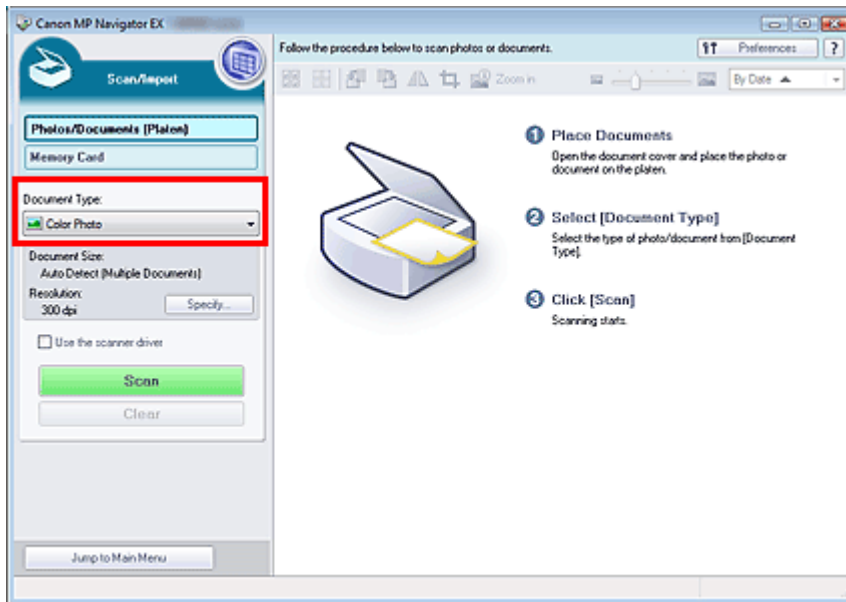 Canon MP Navigator EX
Scan/Import
Follow the procedure below to scan photos or documents.
Preferences
?
Zoom in
By Date
Photos/Documents (Platen)
Memory Card
Document Type:
Color Photo
Document Size:
Auto Detect (Multiple Documents)
Resolution:
300 dpi
Specify...
Use the scanner driver
Scan
Clear
1 Place Documents
Open the document cover and place the photo or
document on the platen.
2 Select [Document Type]
Select the type of photo/document from [Document
Type].
3 Click [Scan]
Scanning starts.
Jump to Main Menu